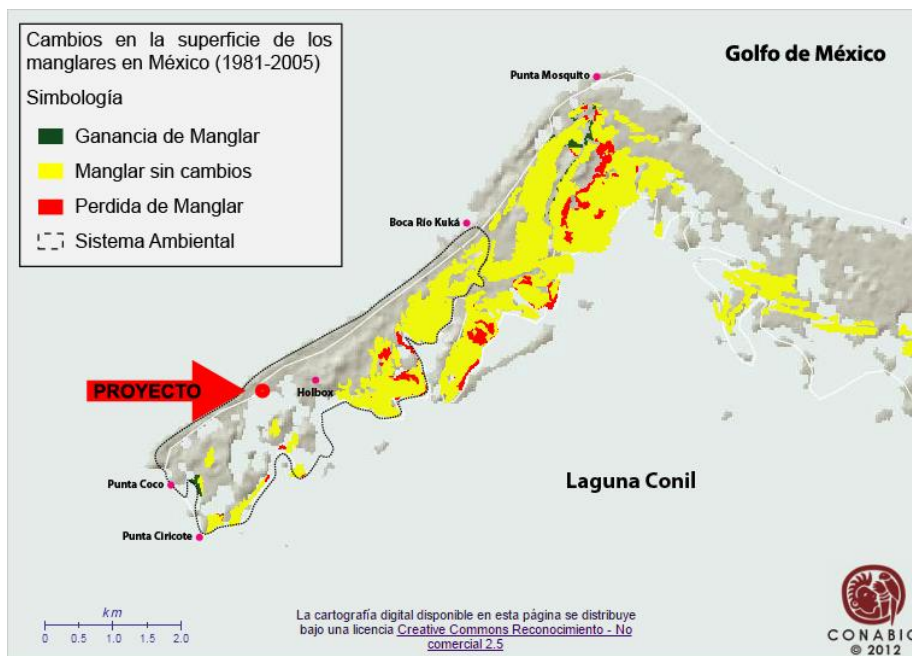 Cambios en la superficie de los
manglares en México (1981-2005)
Simbología
Ganancia de Manglar
Manglar sin cambios
Perdida de Manglar
Sistema Ambiental
Golfo de México
Punta Mosquito
Boca Río Kuká
PROYECTO
Holbox
Punta Coco
Laguna Conil
Punta Ciricote
km
0 0.5 1.0 2.0
La cartografía digital disponible en esta página se distribuye
bajo una licencia Creative Commons Reconocimiento - No
comercial 2.5
CONABIO
© 2012